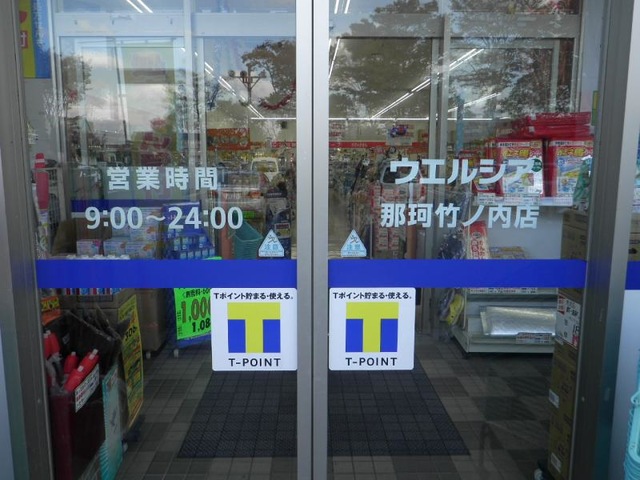 営業時間
9:00～24:00
ウエルシア
那珂竹ノ内店
Tポイント貯まる・使える。
T-POINT
Tポイント貯まる・使える。
T-POINT